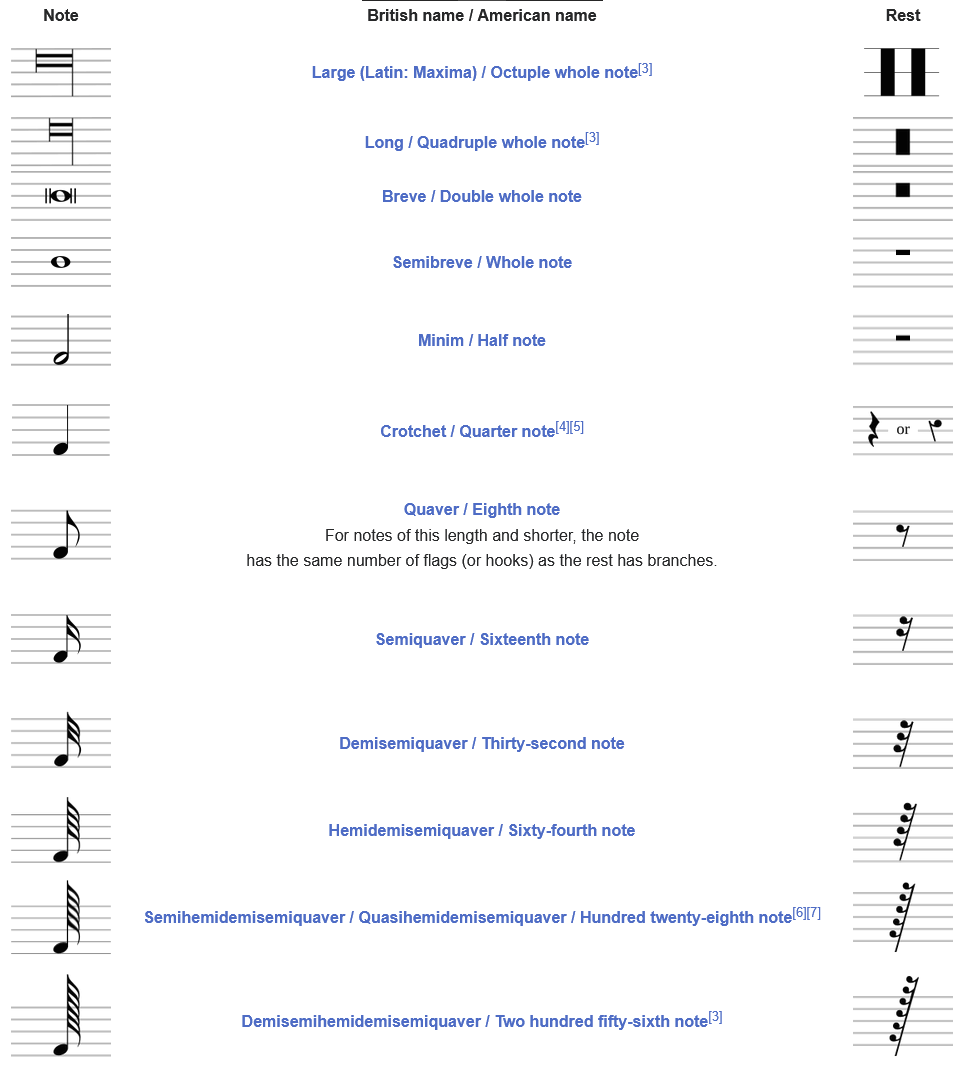 Note British name / American name Rest
Large (Latin: Maxima) / Octuple whole note[3]
Long / Quadruple whole note[3]
Breve / Double whole note
Semibreve / Whole note
Minim / Half note
Crotchet / Quarter note[4][5] or
Quaver / Eighth note
For notes of this length and shorter, the note
has the same number of flags (or hooks) as the rest has branches.
Semiquaver / Sixteenth note
Demisemiquaver / Thirty-second note
Hemidemisemiquaver / Sixty-fourth note
Semihemidemisemiquaver / Quasihemidemisemiquaver / Hundred twenty-eighth note[6][7]
Demisemihemidemisemiquaver / Two hundred fifty-sixth note[3]